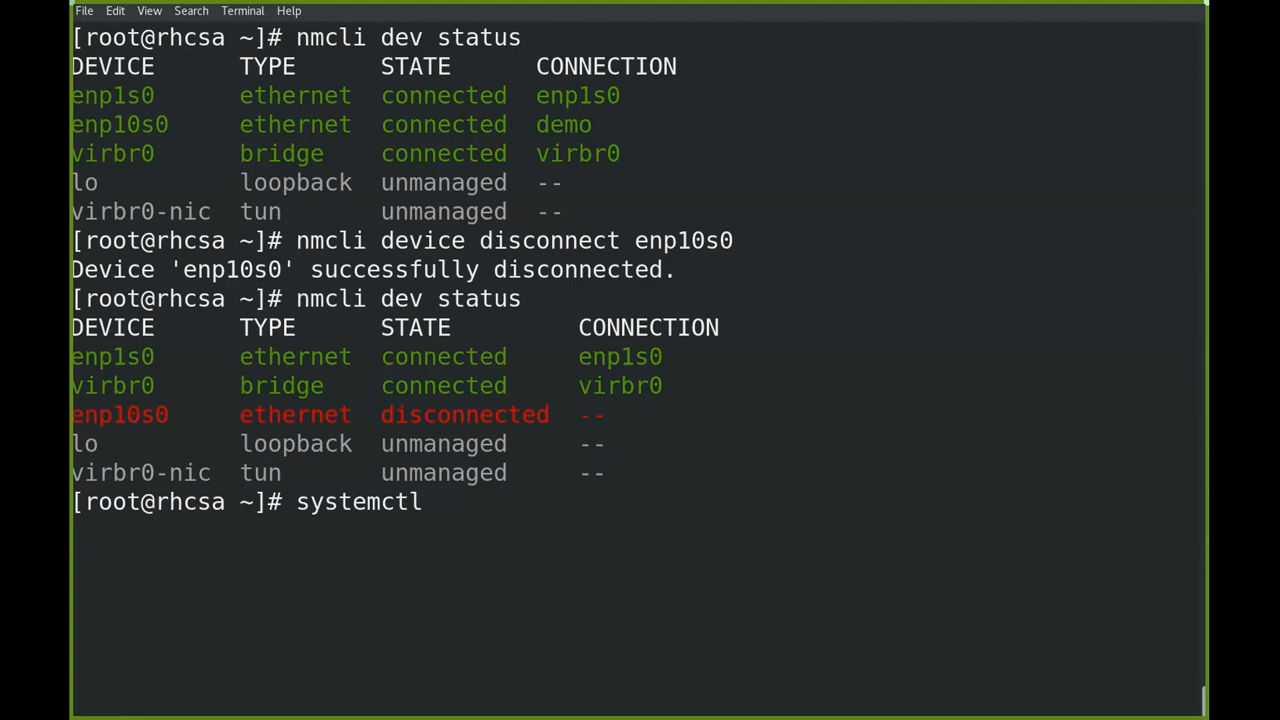 File Edit View Search Terminal Help
[root@rhcsa ~]# nmcli dev status
DEVICE TYPE STATE CONNECTION
enp1s0 ethernet connected enp1s0
enp10s0 ethernet connected demo
virbr0 bridge connected virbr0
lo loopback unmanaged --
virbr0-nic tun unmanaged --
[root@rhcsa ~]# nmcli device disconnect enp10s0
Device 'enp10s0' successfully disconnected.
[root@rhcsa ~]# nmcli dev status
DEVICE TYPE STATE CONNECTION
enp1s0 ethernet connected enp1s0
virbr0 bridge connected virbr0
enp10s0 ethernet disconnected --
lo loopback unmanaged --
virbr0-nic tun unmanaged --
[root@rhcsa ~]# systemctl